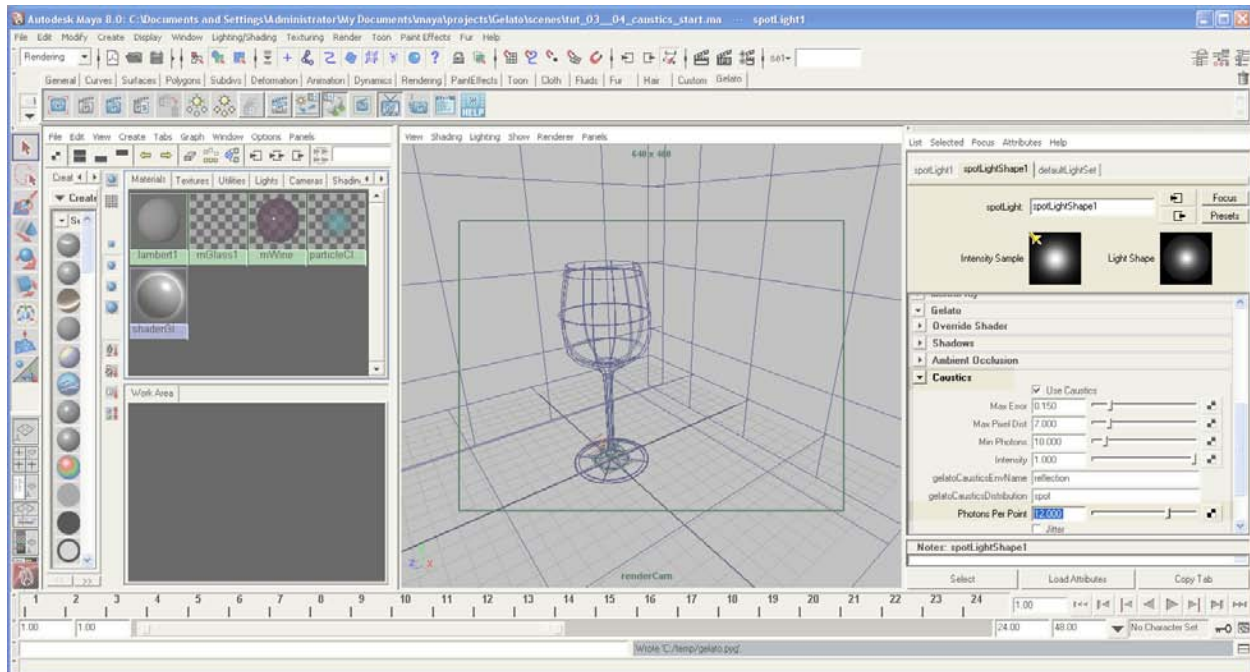 Autodesk Maya 8.0: C:\Documents and Settings\Administrator\My Documents\maya\projects\Gelato\scenes\tut_03__04_caustics_start.ma --- spotLight1
File Edit Modify Create Display Window Lighting/Shading Texturing Render Toon Paint Effects Fur Help
Rendering
sel~
General Curves Surfaces Polygons Subdivs Deformation Animation Dynamics Rendering PaintEffects Toon Cloth Fluids Fur Hair Custom Gelato
HELP
File Edit View Create Tabs Graph Window Options Panels
Creat
Create
Materials Textures Utilities Lights Cameras Shadin
lambert1 mGlass1 mWine particleCl
shaderGl
Work Area
View Shading Lighting Show Renderer Panels
640 x 480
renderCam
z x
List Selected Focus Attributes Help
spotLight1 spotLightShape1 defaultLightSet
spotLight: spotLightShape1
Focus
Presets
Intensity Sample
Light Shape
Gelato
Override Shader
Shadows
Ambient Occlusion
Caustics
Use Caustics
Max Error 0.150
Max Pixel Dist 7.000
Min Photons 10.000
Intensity 1.000
gelatoCausticsEnvName reflection
gelatoCausticsDistribution spot
Photons Per Point 12.000
Jitter
Notes: spotLightShape1
Select Load Attributes Copy Tab
1 2 3 4 5 6 7 8 9 10 11 12 13 14 15 16 17 18 19 20 21 22 23 24
1.00
1.00 1.00 24.00 48.00 No Character Set
Wrote 'C:/temp/gelato.pyg'.